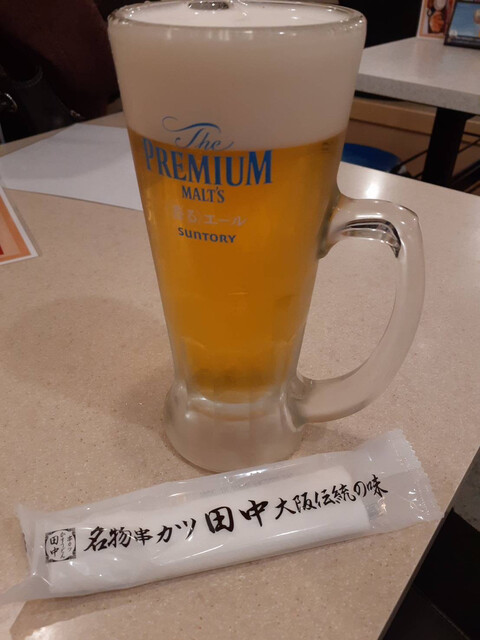 The
PREMIUM
MALT'S
香るエール
SUNTORY
田中
名物串カツ 田中 大阪伝統の味